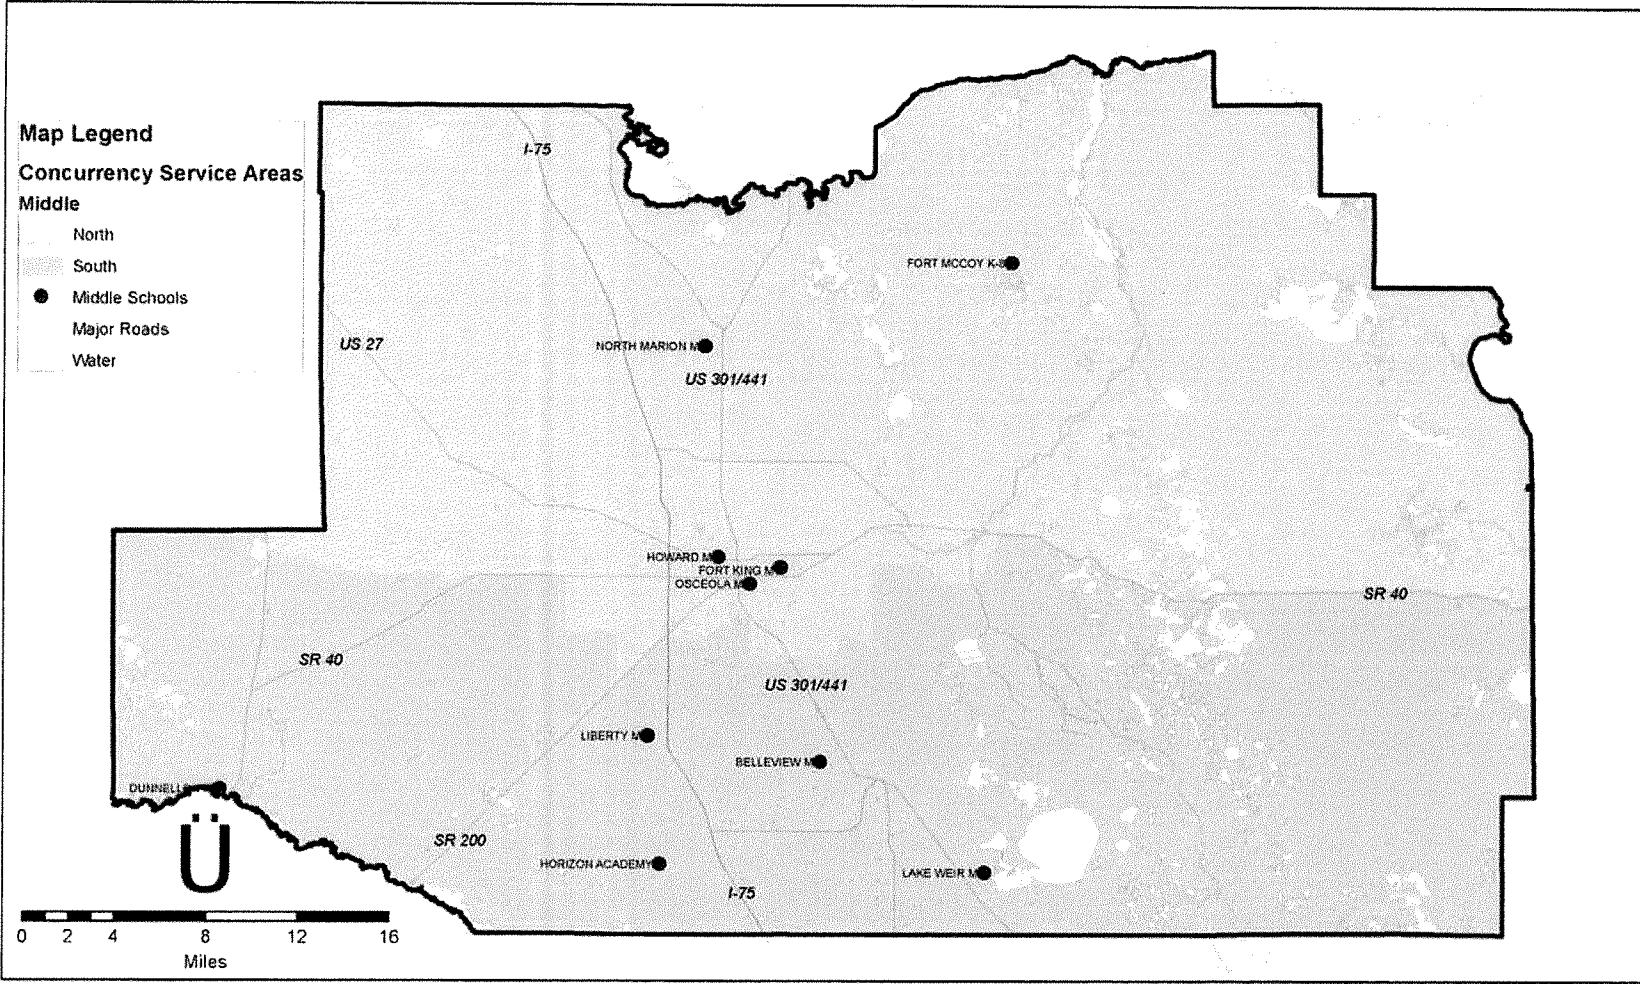 Map Legend
Concurrency Service Areas
Middle
North
South
Middle Schools
Major Roads
Water
I-75
FORT MCCOY K-8
US 27
NORTH MARION M
US 301/441
HOWARD M
FORT KING M
OSCEOLA M
SR 40
SR 40
US 301/441
LIBERTY M
BELLEVIEW M
Ü
SR 200
HORIZON ACADEMY
LAKE WEIR M
I-75
0 2 4 8 12 16
Miles